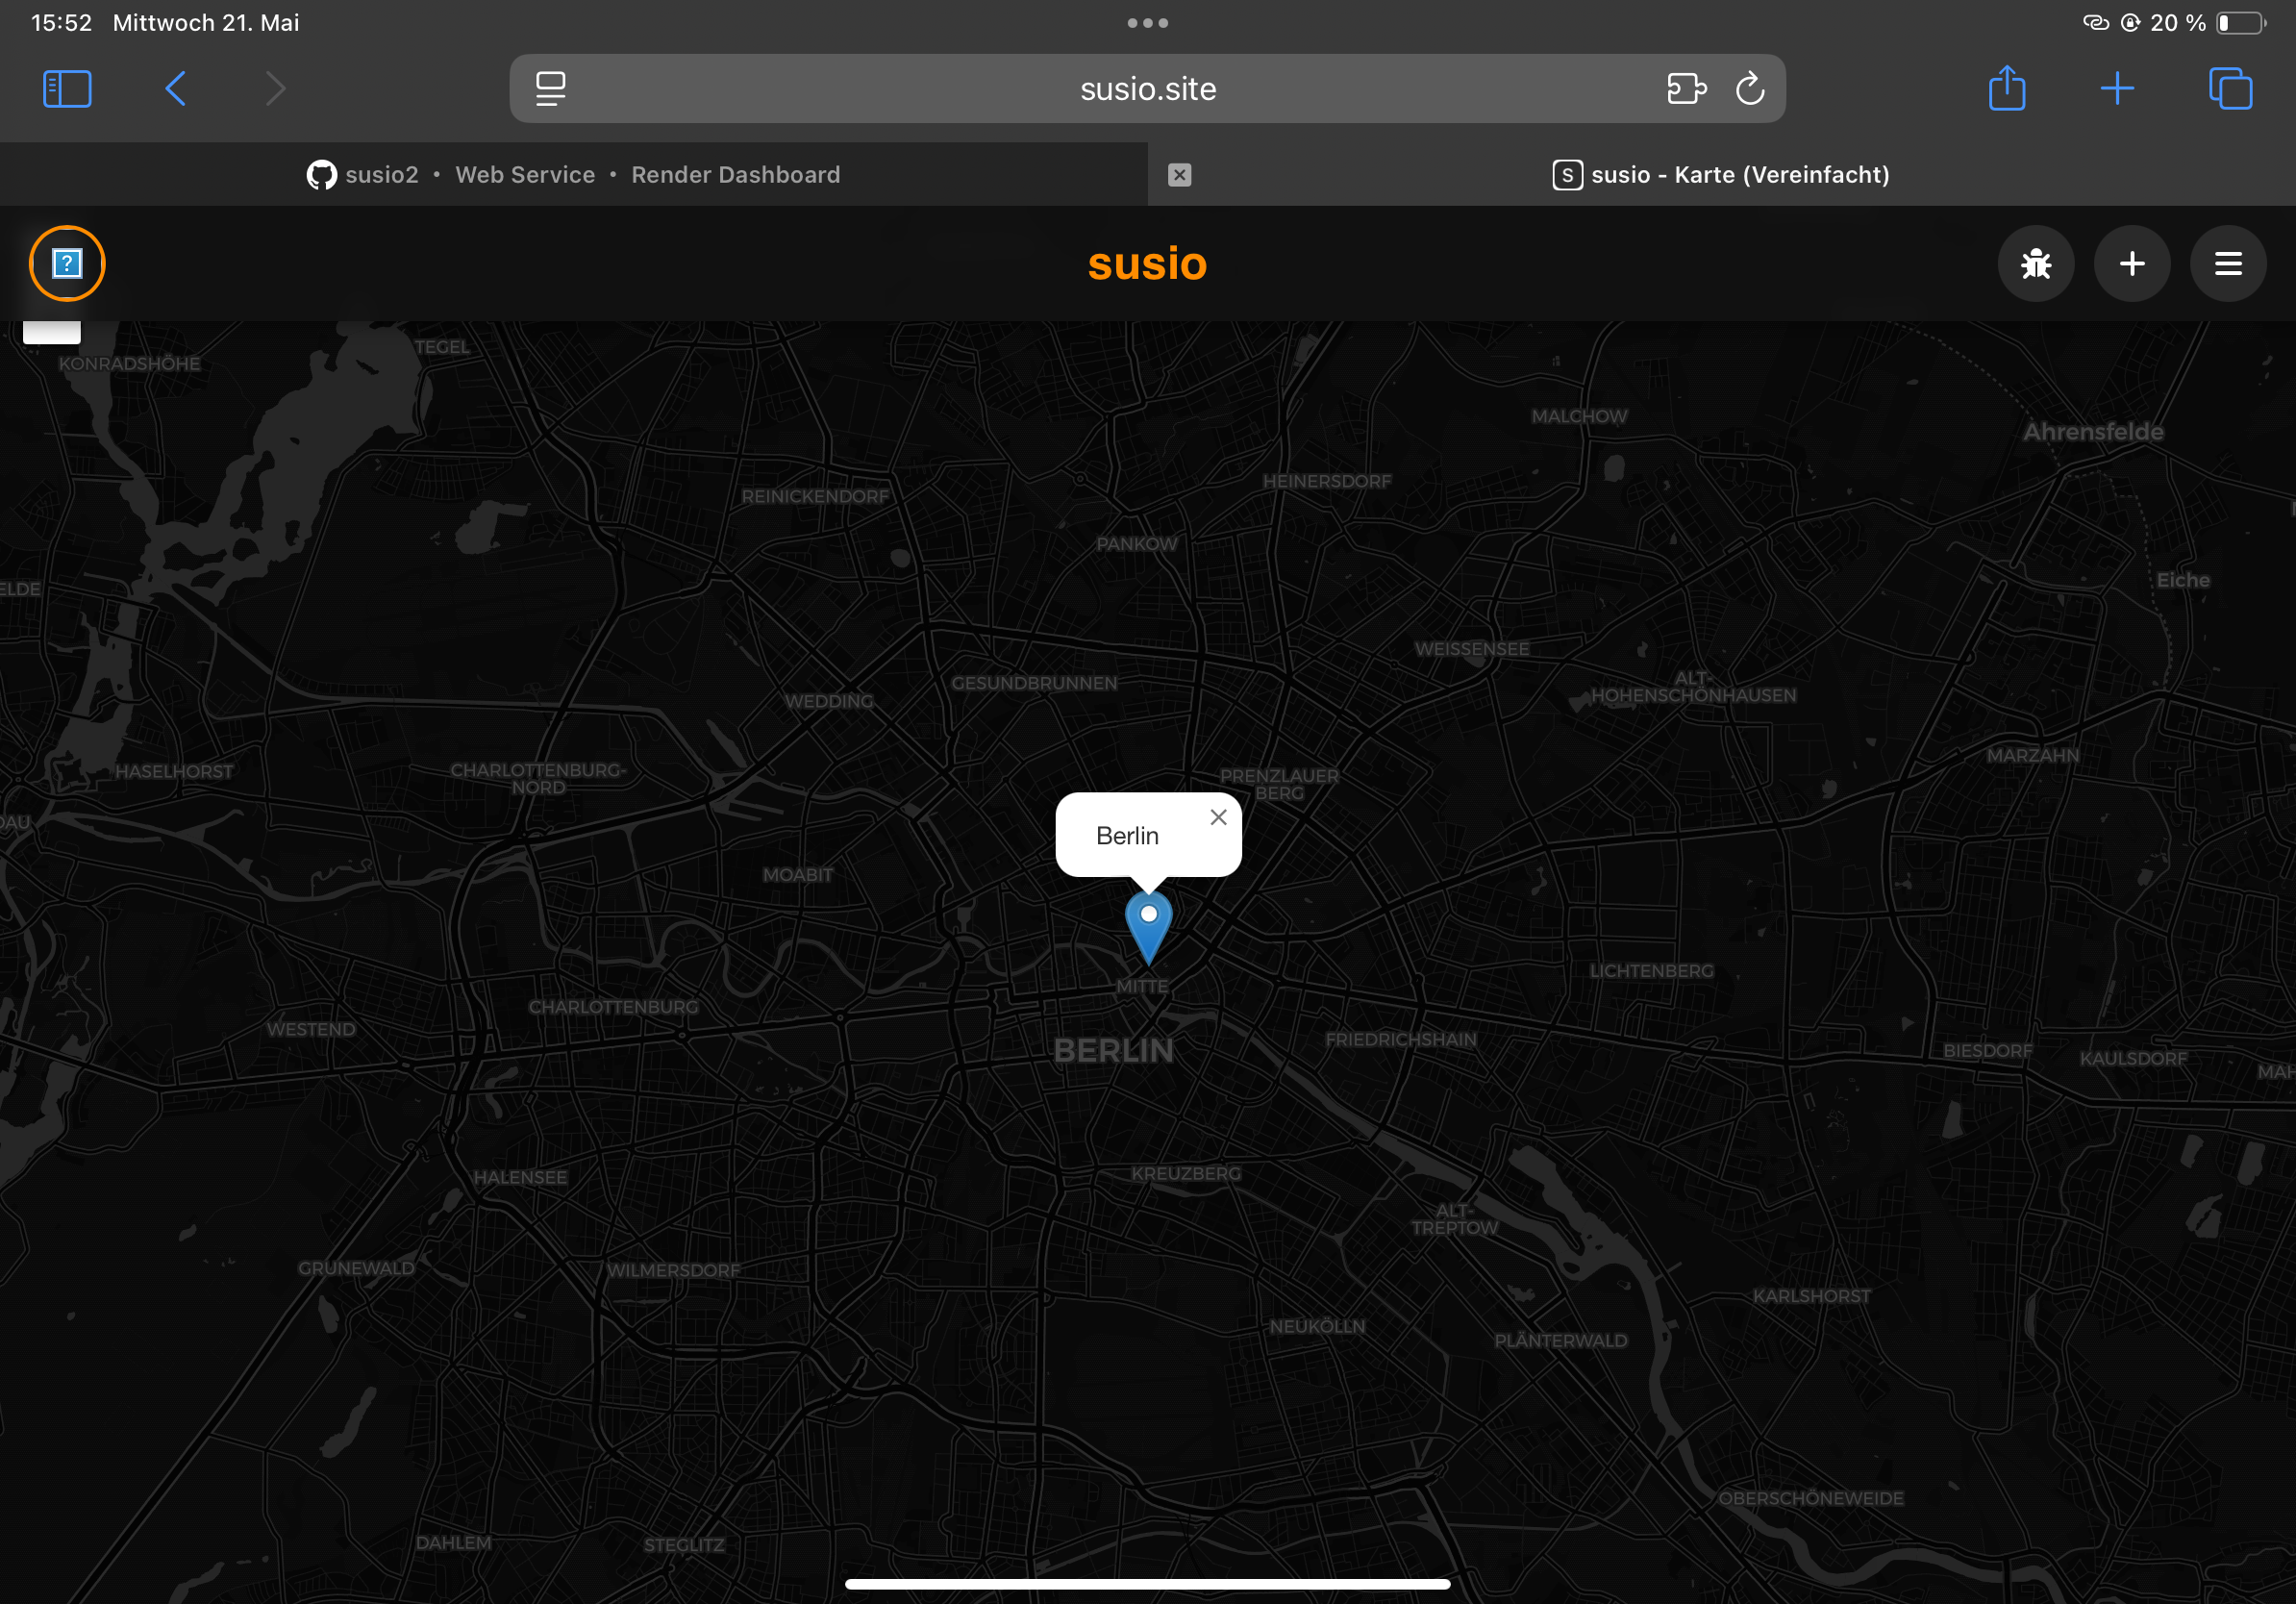 15:52 Mittwoch 21. Mai
20 %
susio.site
susio2 • Web Service • Render Dashboard
S susio - Karte (Vereinfacht)
?
susio
TEGEL
KONRADSHÖHE
MALCHOW
Ahrensfelde
HEINERSDORF
REINICKENDORF
PANKOW
Eiche
ELDE
WEISSENSEE
ALT-
HOHENSCHÖNHAUSEN
GESUNDBRUNNEN
WEDDING
MARZAHN
HASELHORST
CHARLOTTENBURG-
NORD
PRENZLAUER
BERG
DAU
Berlin
MOABIT
LICHTENBERG
MITTE
CHARLOTTENBURG
WESTEND
FRIEDRICHSHAIN
BERLIN
BIESDORF
KAULSDORF
MAH
KREUZBERG
HALENSEE
ALT-
TREPTOW
GRUNEWALD
WILMERSDORF
KARLSHORST
NEUKÖLLN
PLÄNTERWALD
OBERSCHÖNEWEIDE
DAHLEM
STEGLITZ